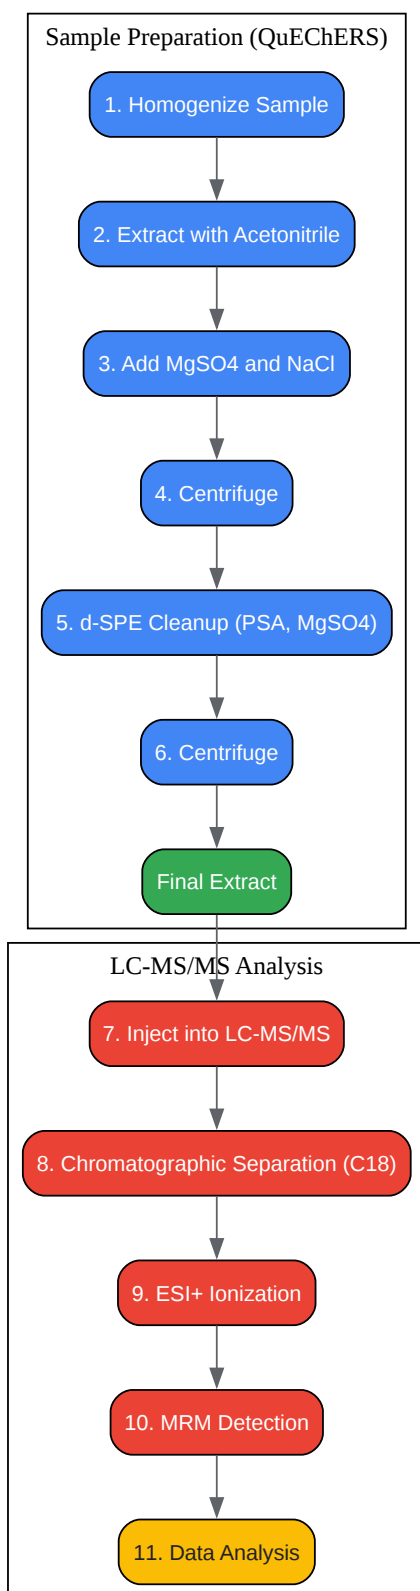 Sample Preparation (QuEChERS)
1. Homogenize Sample
2. Extract with Acetonitrile
3. Add MgSO4 and NaCl
4. Centrifuge
5. d-SPE Cleanup (PSA, MgSO4)
6. Centrifuge
Final Extract
LC-MS/MS Analysis
7. Inject into LC-MS/MS
8. Chromatographic Separation (C18)
9. ESI+ Ionization
10. MRM Detection
11. Data Analysis